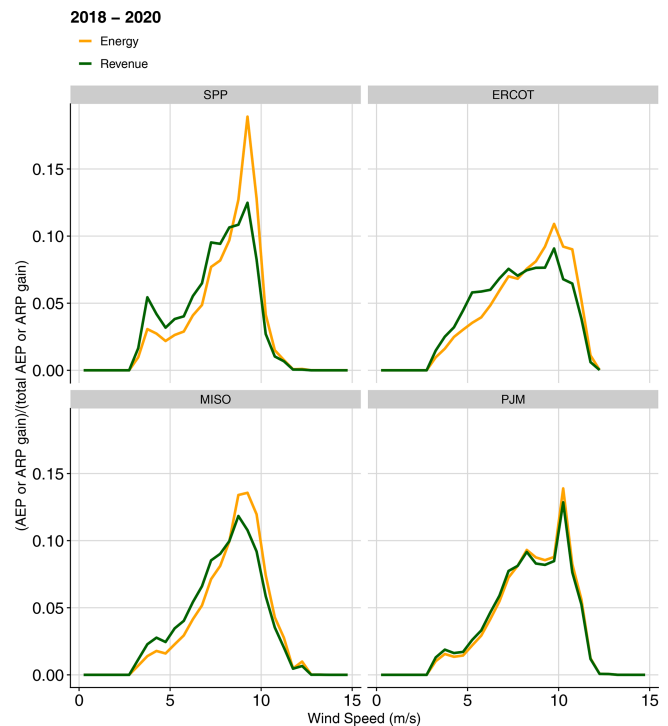 2018 – 2020
Energy
Revenue
SPP
ERCOT
0.15
0.10
0.05
0.00
MISO
PJM
0.15
0.10
0.05
0.00
0 5 10 15 0 5 10 15
Wind Speed (m/s)
(AEP or ARP gain)/(total AEP or ARP gain)